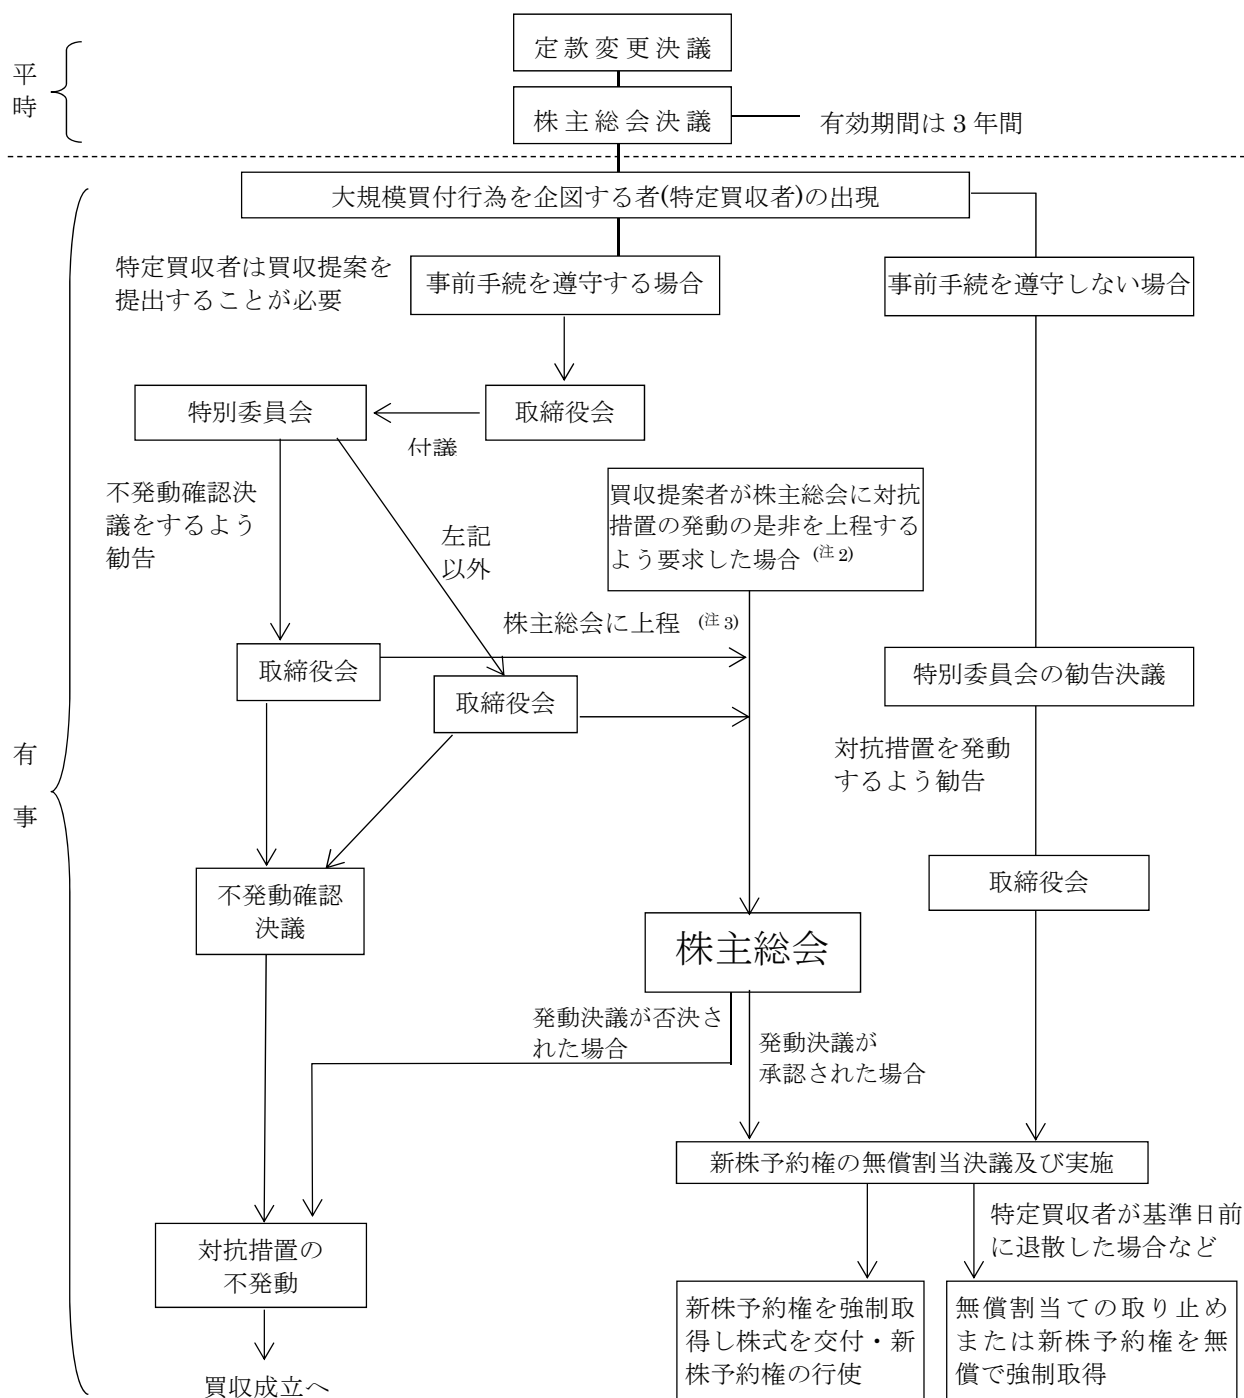 定款変更決議
平
時
株主総会決議
有効期間は 3 年間
大規模買付行為を企図する者(特定買収者)の出現
特定買収者は買収提案を
提出することが必要
事前手続を遵守する場合
事前手続を遵守しない場合
特別委員会
取締役会
付議
不発動確認決
議をするよう
勧告
左記
以外
買収提案者が株主総会に対抗
措置の発動の是非を上程する
よう要求した場合 (注 2)
株主総会に上程 (注 3)
取締役会
取締役会
特別委員会の勧告決議
有
事
対抗措置を発動
するよう勧告
不発動確認
決議
取締役会
株主総会
発動決議が否決さ
れた場合
発動決議が
承認された場合
新株予約権の無償割当決議及び実施
特定買収者が基準日前
に退散した場合など
対抗措置の
不発動
新株予約権を強制取
得し株式を交付・新
株予約権の行使
無償割当ての取り止め
または新株予約権を無
償で強制取得
買収成立へ